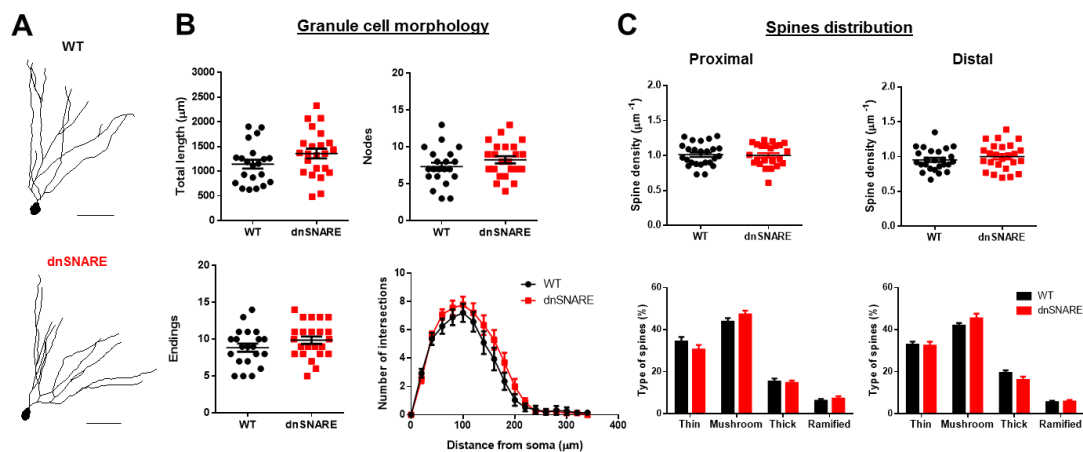 A
WT
dnSNARE
B
Granule cell morphology
Total length (μm)
3000
2500
2000
1500
1000
500
0
WT
dnSNARE
Nodes
20
15
10
5
0
WT
dnSNARE
Endings
20
15
10
5
0
WT
dnSNARE
Number of intersections
10
8
6
4
2
0
0
100
200
300
400
Distance from soma (μm)
WT
dnSNARE
C
Spines distribution
Proximal
Spine density (μm⁻¹)
2.0
1.5
1.0
0.5
0.0
WT
dnSNARE
Distal
Spine density (μm⁻¹)
2.0
1.5
1.0
0.5
0.0
WT
dnSNARE
Type of spines (%)
60
40
20
0
Thin
Mushroom
Thick
Ramified
Type of spines (%)
60
40
20
0
Thin
Mushroom
Thick
Ramified
WT
dnSNARE